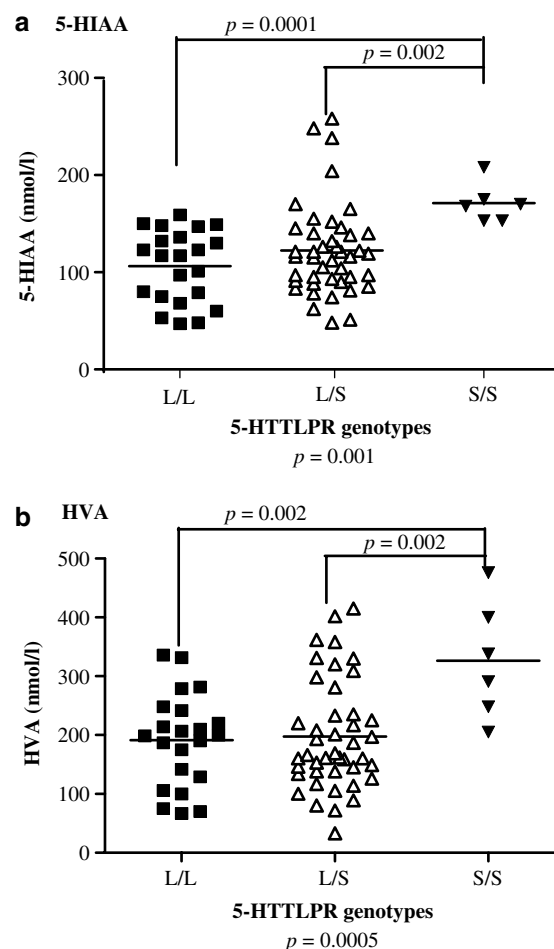 a 5-HIAA
p = 0.0001
p = 0.002
300
200
100
0
5-HIAA (nmol/l)
L/L L/S S/S
5-HTTLPR genotypes
p = 0.001
b HVA
p = 0.002
p = 0.002
500
400
300
200
100
0
HVA (nmol/l)
L/L L/S S/S
5-HTTLPR genotypes
p = 0.0005